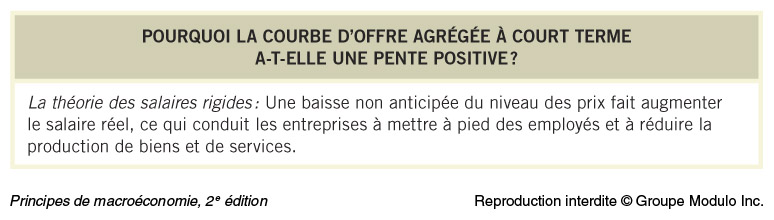 POURQUOI LA COURBE D'OFFRE AGRÉGÉE À COURT TERME
A-T-ELLE UNE PENTE POSITIVE?
La théorie des salaires rigides: Une baisse non anticipée du niveau des prix fait augmenter
le salaire réel, ce qui conduit les entreprises à mettre à pied des employés et à réduire la
production de biens et de services.
Principes de macroéconomie, 2e édition
Reproduction interdite © Groupe Modulo Inc.